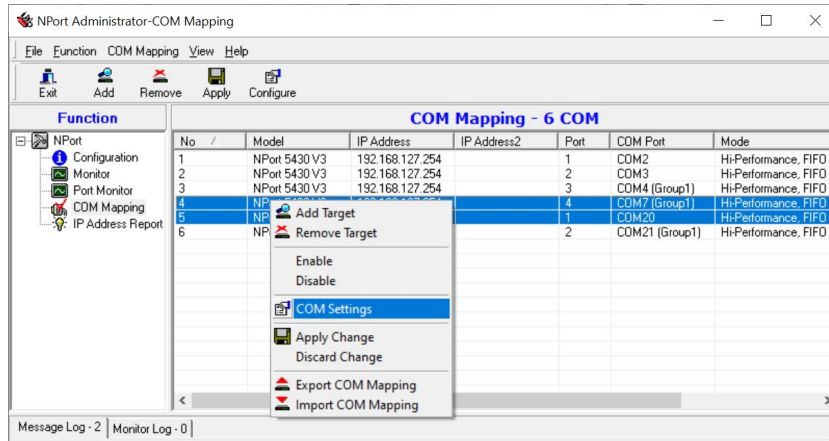 NPort Administrator-COM Mapping
File Function COM Mapping View Help
Exit Add Remove Apply Configure
Function
COM Mapping - 6 COM
NPort
Configuration
Monitor
Port Monitor
COM Mapping
IP Address Report
No / Model IP Address IP Address2 Port COM Port Mode
1 NPort 5430 V3 192.168.127.254 1 COM2 Hi-Performance, FIFO
2 NPort 5430 V3 192.168.127.254 2 COM3 Hi-Performance, FIFO
3 NPort 5430 V3 192.168.127.254 3 COM4 (Group1) Hi-Performance, FIFO
4 4 COM7 (Group1) Hi-Performance, FIFO
5 1 COM20 Hi-Performance, FIFO
6 2 COM21 (Group1) Hi-Performance, FIFO
Add Target
Remove Target
Enable
Disable
COM Settings
Apply Change
Discard Change
Export COM Mapping
Import COM Mapping
Message Log - 2 Monitor Log - 0